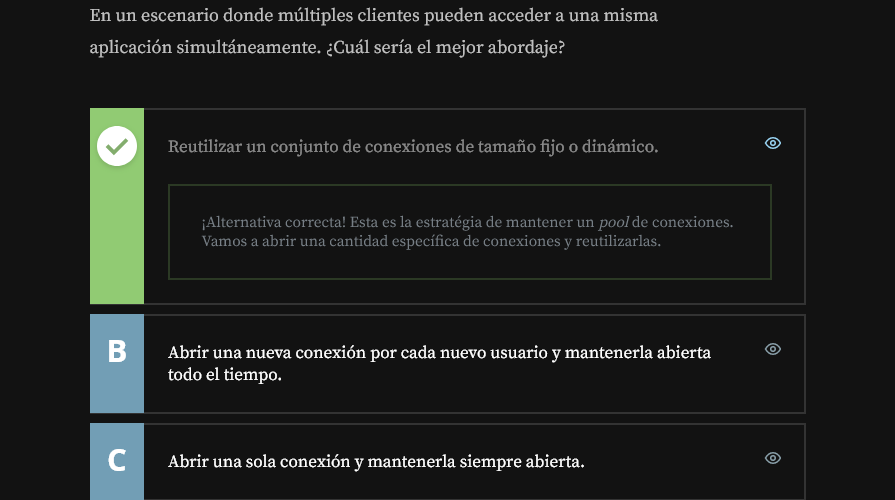 En un escenario donde múltiples clientes pueden acceder a una misma
aplicación simultáneamente. ¿Cuál sería el mejor abordaje?
Reutilizar un conjunto de conexiones de tamaño fijo o dinámico.
¡Alternativa correcta! Esta es la estratégia de mantener un pool de conexiones.
Vamos a abrir una cantidad específica de conexiones y reutilizarlas.
B
Abrir una nueva conexión por cada nuevo usuario y mantenerla abierta
todo el tiempo.
C
Abrir una sola conexión y mantenerla siempre abierta.